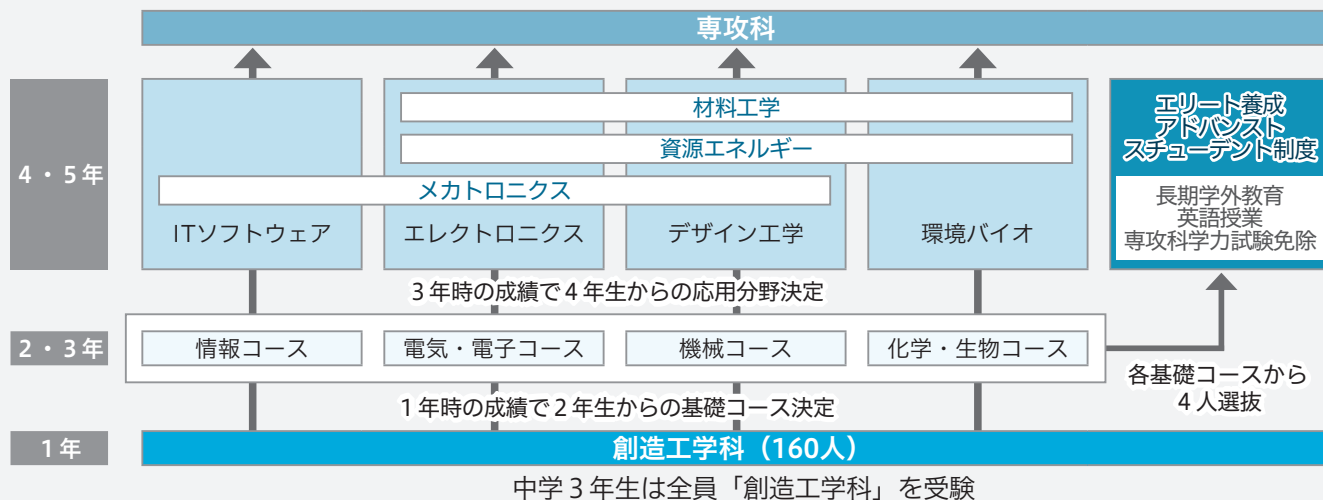 専攻科
4・5年
材料工学
資源エネルギー
メカトロニクス
ITソフトウェア
エレクトロニクス
デザイン工学
環境バイオ
エリート養成
アドバンスト
スチューデント制度
長期学外教育
英語授業
専攻科学力試験免除
3年時の成績で4年生からの応用分野決定
2・3年
情報コース
電気・電子コース
機械コース
化学・生物コース
各基礎コースから
4人選抜
1年時の成績で2年生からの基礎コース決定
1年
創造工学科(160人)
中学3年生は全員「創造工学科」を受験